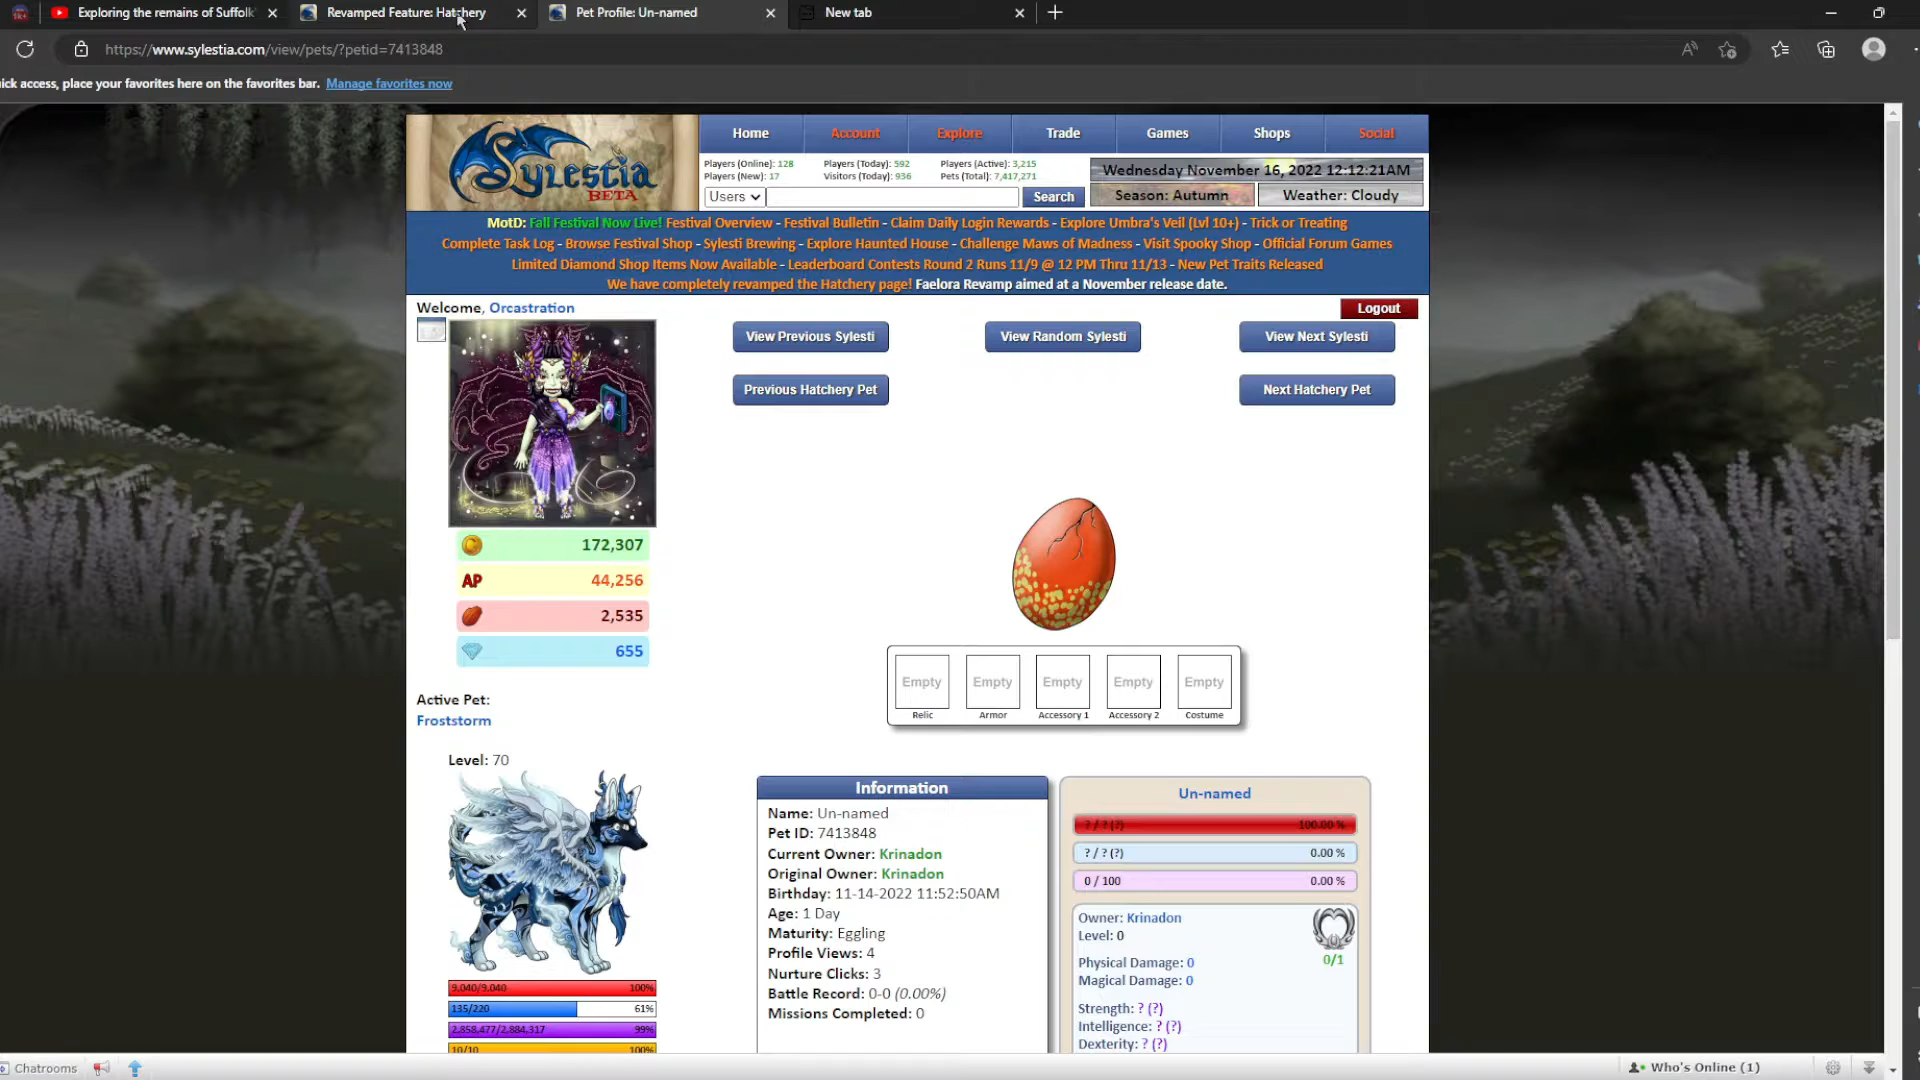 1k+
Exploring the remains of Suffolk'
Revamped Feature: Hatchery
Pet Profile: Un-named
New tab
https://www.sylestia.com/view/pets/?petid=7413848
ick access, place your favorites here on the favorites bar. Manage favorites now
Sylestia
BETA
Home
Account
Explore
Trade
Games
Shops
Social
Players (Online): 128
Players (Today): 592
Players (Active): 3,215
Players (New): 17
Visitors (Today): 936
Pets (Total): 7,417,271
Users
Search
Wednesday November 16, 2022 12:12:21AM
Season: Autumn
Weather: Cloudy
MotD: Fall Festival Now Live! Festival Overview - Festival Bulletin - Claim Daily Login Rewards - Explore Umbra's Veil (Lvl 10+) - Trick or Treating
Complete Task Log - Browse Festival Shop - Sylesti Brewing - Explore Haunted House - Challenge Maws of Madness - Visit Spooky Shop - Official Forum Games
Limited Diamond Shop Items Now Available - Leaderboard Contests Round 2 Runs 11/9 @ 12 PM Thru 11/13 - New Pet Traits Released
We have completely revamped the Hatchery page! Faelora Revamp aimed at a November release date.
Welcome, Orcastration
Logout
View Previous Sylesti
View Random Sylesti
View Next Sylesti
Previous Hatchery Pet
Next Hatchery Pet
172,307
AP 44,256
2,535
655
Empty
Empty
Empty
Empty
Empty
Relic
Armor
Accessory 1
Accessory 2
Costume
Active Pet:
Froststorm
Level: 70
9,040/9,040 100%
135/220 61%
2,858,477/2,884,317 99%
10/10 100%
Information
Name: Un-named
Pet ID: 7413848
Current Owner: Krinadon
Original Owner: Krinadon
Birthday: 11-14-2022 11:52:50AM
Age: 1 Day
Maturity: Eggling
Profile Views: 4
Nurture Clicks: 3
Battle Record: 0-0 (0.00%)
Missions Completed: 0
Un-named
? / ? (?) 100.00 %
? / ? (?) 0.00 %
0 / 100 0.00 %
Owner: Krinadon
Level: 0
0/1
Physical Damage: 0
Magical Damage: 0
Strength: ? (?)
Intelligence: ? (?)
Dexterity: ? (?)
Chatrooms
Who's Online (1)